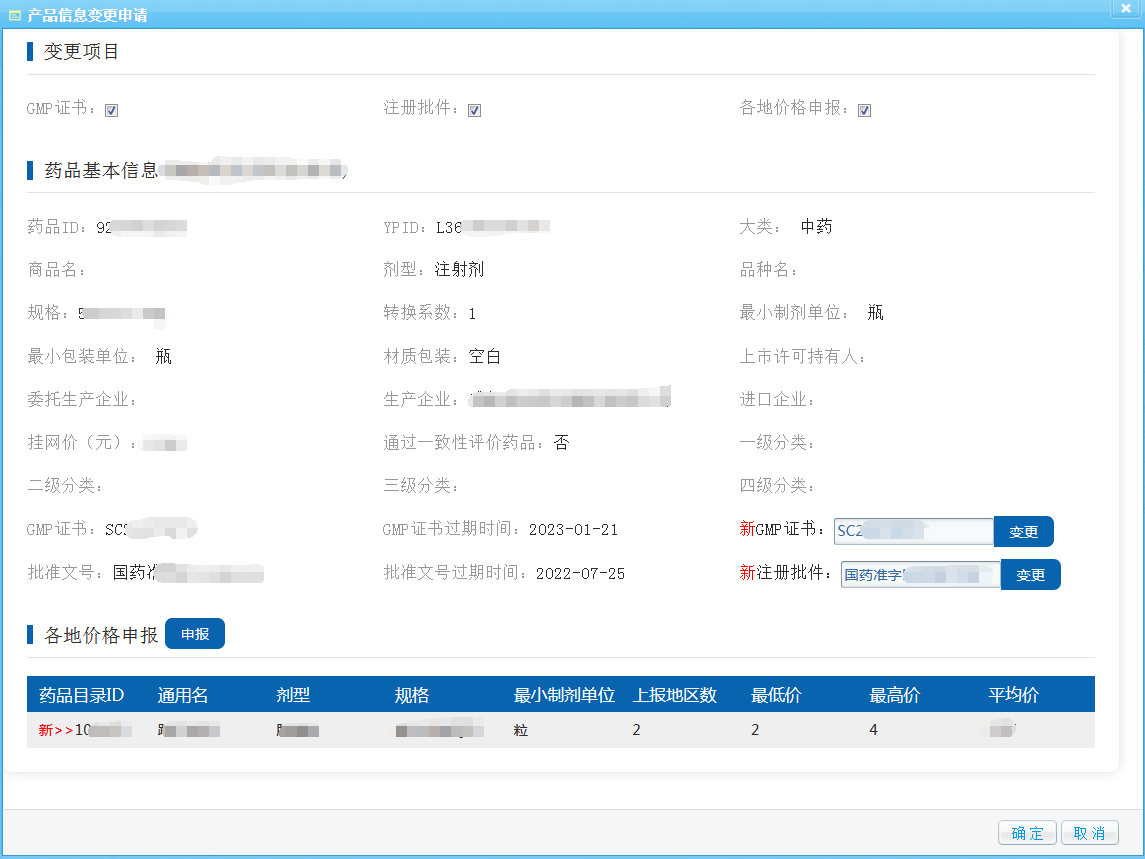 产品信息变更申请
变更项目
GMP证书： 注册批件： 各地价格申报：
药品基本信息
药品ID：92 YPID：L36 大类： 中药
商品名： 剂型：注射剂 品种名：
规格： 转换系数：1 最小制剂单位： 瓶
最小包装单位： 瓶 材质包装：空白 上市许可持有人：
委托生产企业： 生产企业： 进口企业：
挂网价（元）： 通过一致性评价药品：否 一级分类：
二级分类： 三级分类： 四级分类：
GMP证书：SC2 GMP证书过期时间：2023-01-21 新GMP证书：SC2 变更
批准文号：国药准 批准文号过期时间：2022-07-25 新注册批件：国药准字 变更
各地价格申报 申报
药品目录ID 通用名 剂型 规格 最小制剂单位 上报地区数 最低价 最高价 平均价
新>>10 粒 2 2 4
确定 取消